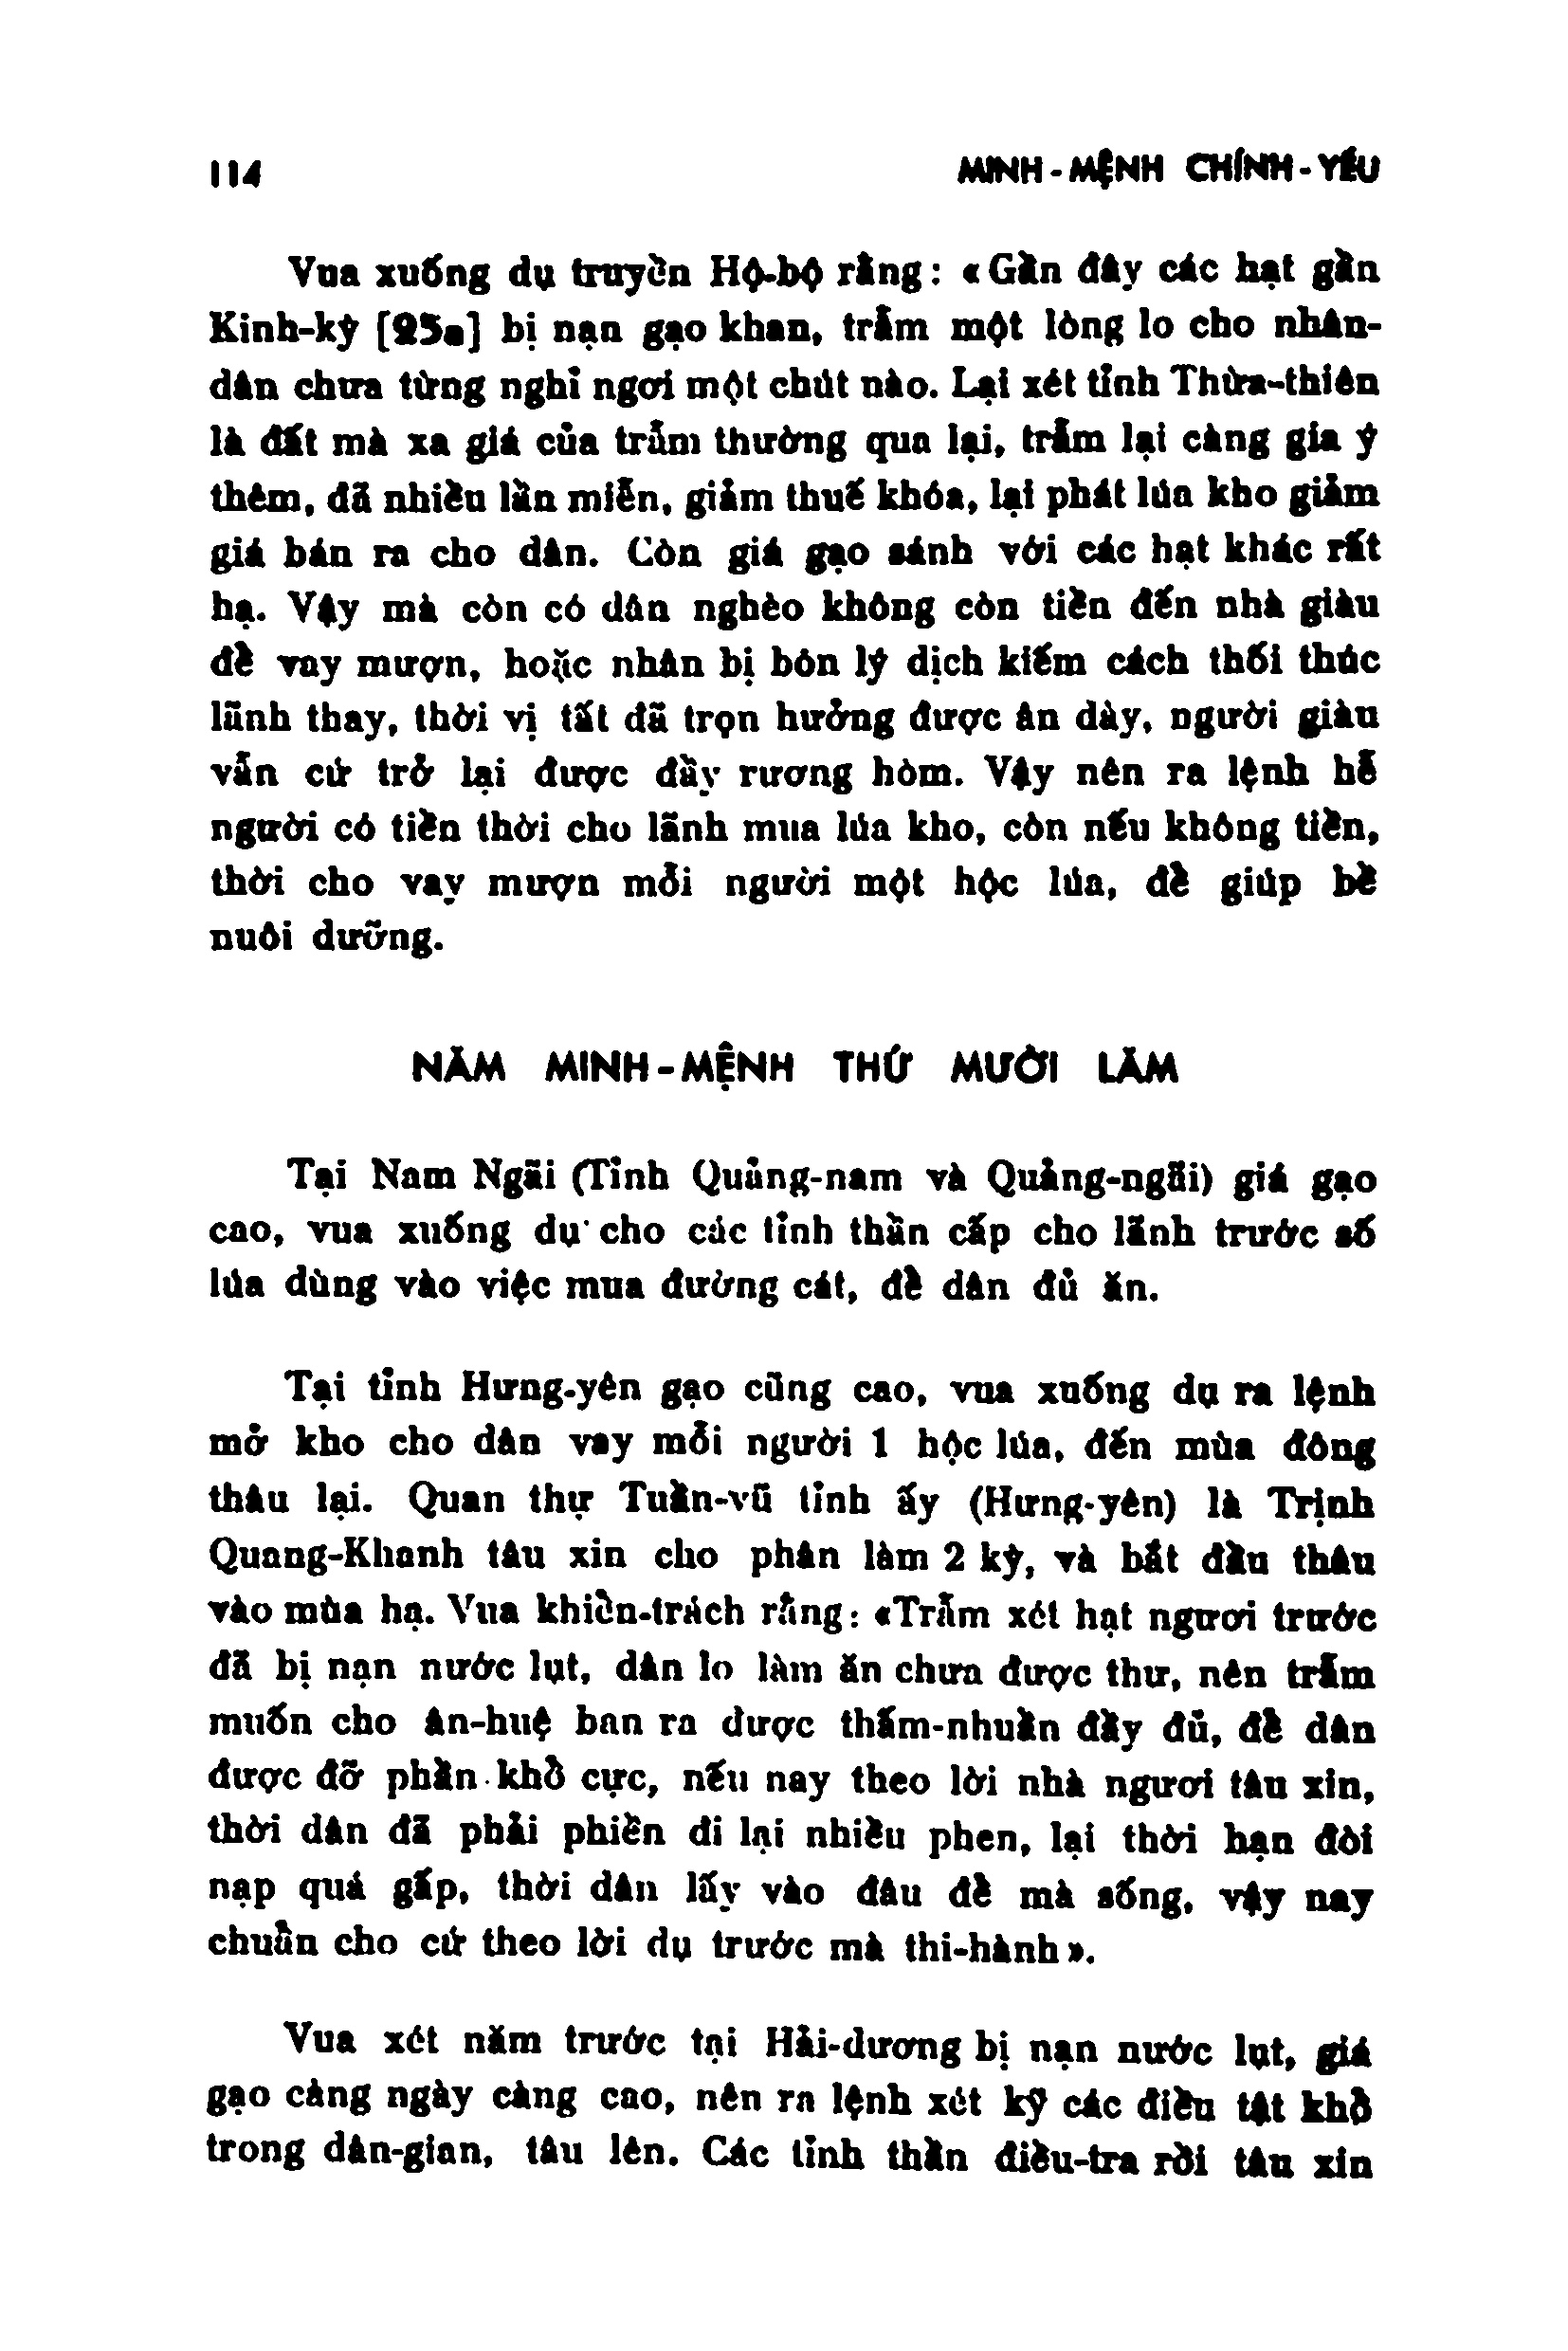 114
MINH-MỆNH CHÍNH-YẾU
Vua xuống dụ truyền Hộ-bộ rằng : « Gần đây các hạt gần
Kinh-kỳ [25a] bị nạn gạo khan, trẫm một lòng lo cho nhân-
dân chưa từng nghỉ ngơi một chút nào. Lại xét tỉnh Thừa-thiên
là đất mà xa giá của trẫm thường qua lại, trẫm lại càng gia ý
thêm, đã nhiều lần miễn, giảm thuế khóa, lại phát lúa kho giảm
giá bán ra cho dân. Còn giá gạo sánh với các hạt khác rất
hạ. Vậy mà còn có dân nghèo không còn tiền đến nhà giàu
để vay mượn, hoặc nhân bị bôn lý dịch kiếm cách thối thúc
lãnh thay, thời vị tất đã trọn hưởng được ân dày, người giàu
vẫn cứ trở lại được đầy rương hòm. Vậy nên ra lệnh hễ
người có tiền thời cho lãnh mua lúa kho, còn nếu không tiền,
thời cho vay mượn mỗi người một hộc lúa, để giúp bề
nuôi dưỡng.
NĂM MINH-MỆNH THỨ MƯỜI LĂM
Tại Nam Ngãi (Tỉnh Quảng-nam và Quảng-ngãi) giá gạo
cao, vua xuống dụ cho các tỉnh thần cấp cho lãnh trước số
lúa dùng vào việc mua đường cát, để dân đủ ăn.
Tại tỉnh Hưng-yên gạo cũng cao, vua xuống dụ ra lệnh
mở kho cho dân vay mỗi người 1 hộc lúa, đến mùa đông
thâu lại. Quan thự Tuần-vũ tỉnh ấy (Hưng-yên) là Trịnh
Quang-Khanh tâu xin cho phân làm 2 kỳ, và bắt đầu thâu
vào mùa hạ. Vua khiển-trách rằng : «Trẫm xét hạt ngươi trước
đã bị nạn nước lụt, dân lo làm ăn chưa được thư, nên trẫm
muốn cho ân-huệ ban ra được thấm-nhuần đầy đủ, để dân
được đỡ phần khổ cực, nếu nay theo lời nhà ngươi tâu xin,
thời dân đã phải phiền đi lại nhiều phen, lại thời hạn đòi
nạp quá gấp, thời dân lấy vào đâu để mà sống, vậy nay
chuẩn cho cứ theo lời dụ trước mà thi-hành».
Vua xét năm trước tại Hải-dương bị nạn nước lụt, giá
gạo càng ngày càng cao, nên ra lệnh xét kỹ các điều tật khổ
trong dân-gian, tâu lên. Các tỉnh thần điều-tra rồi tâu xin